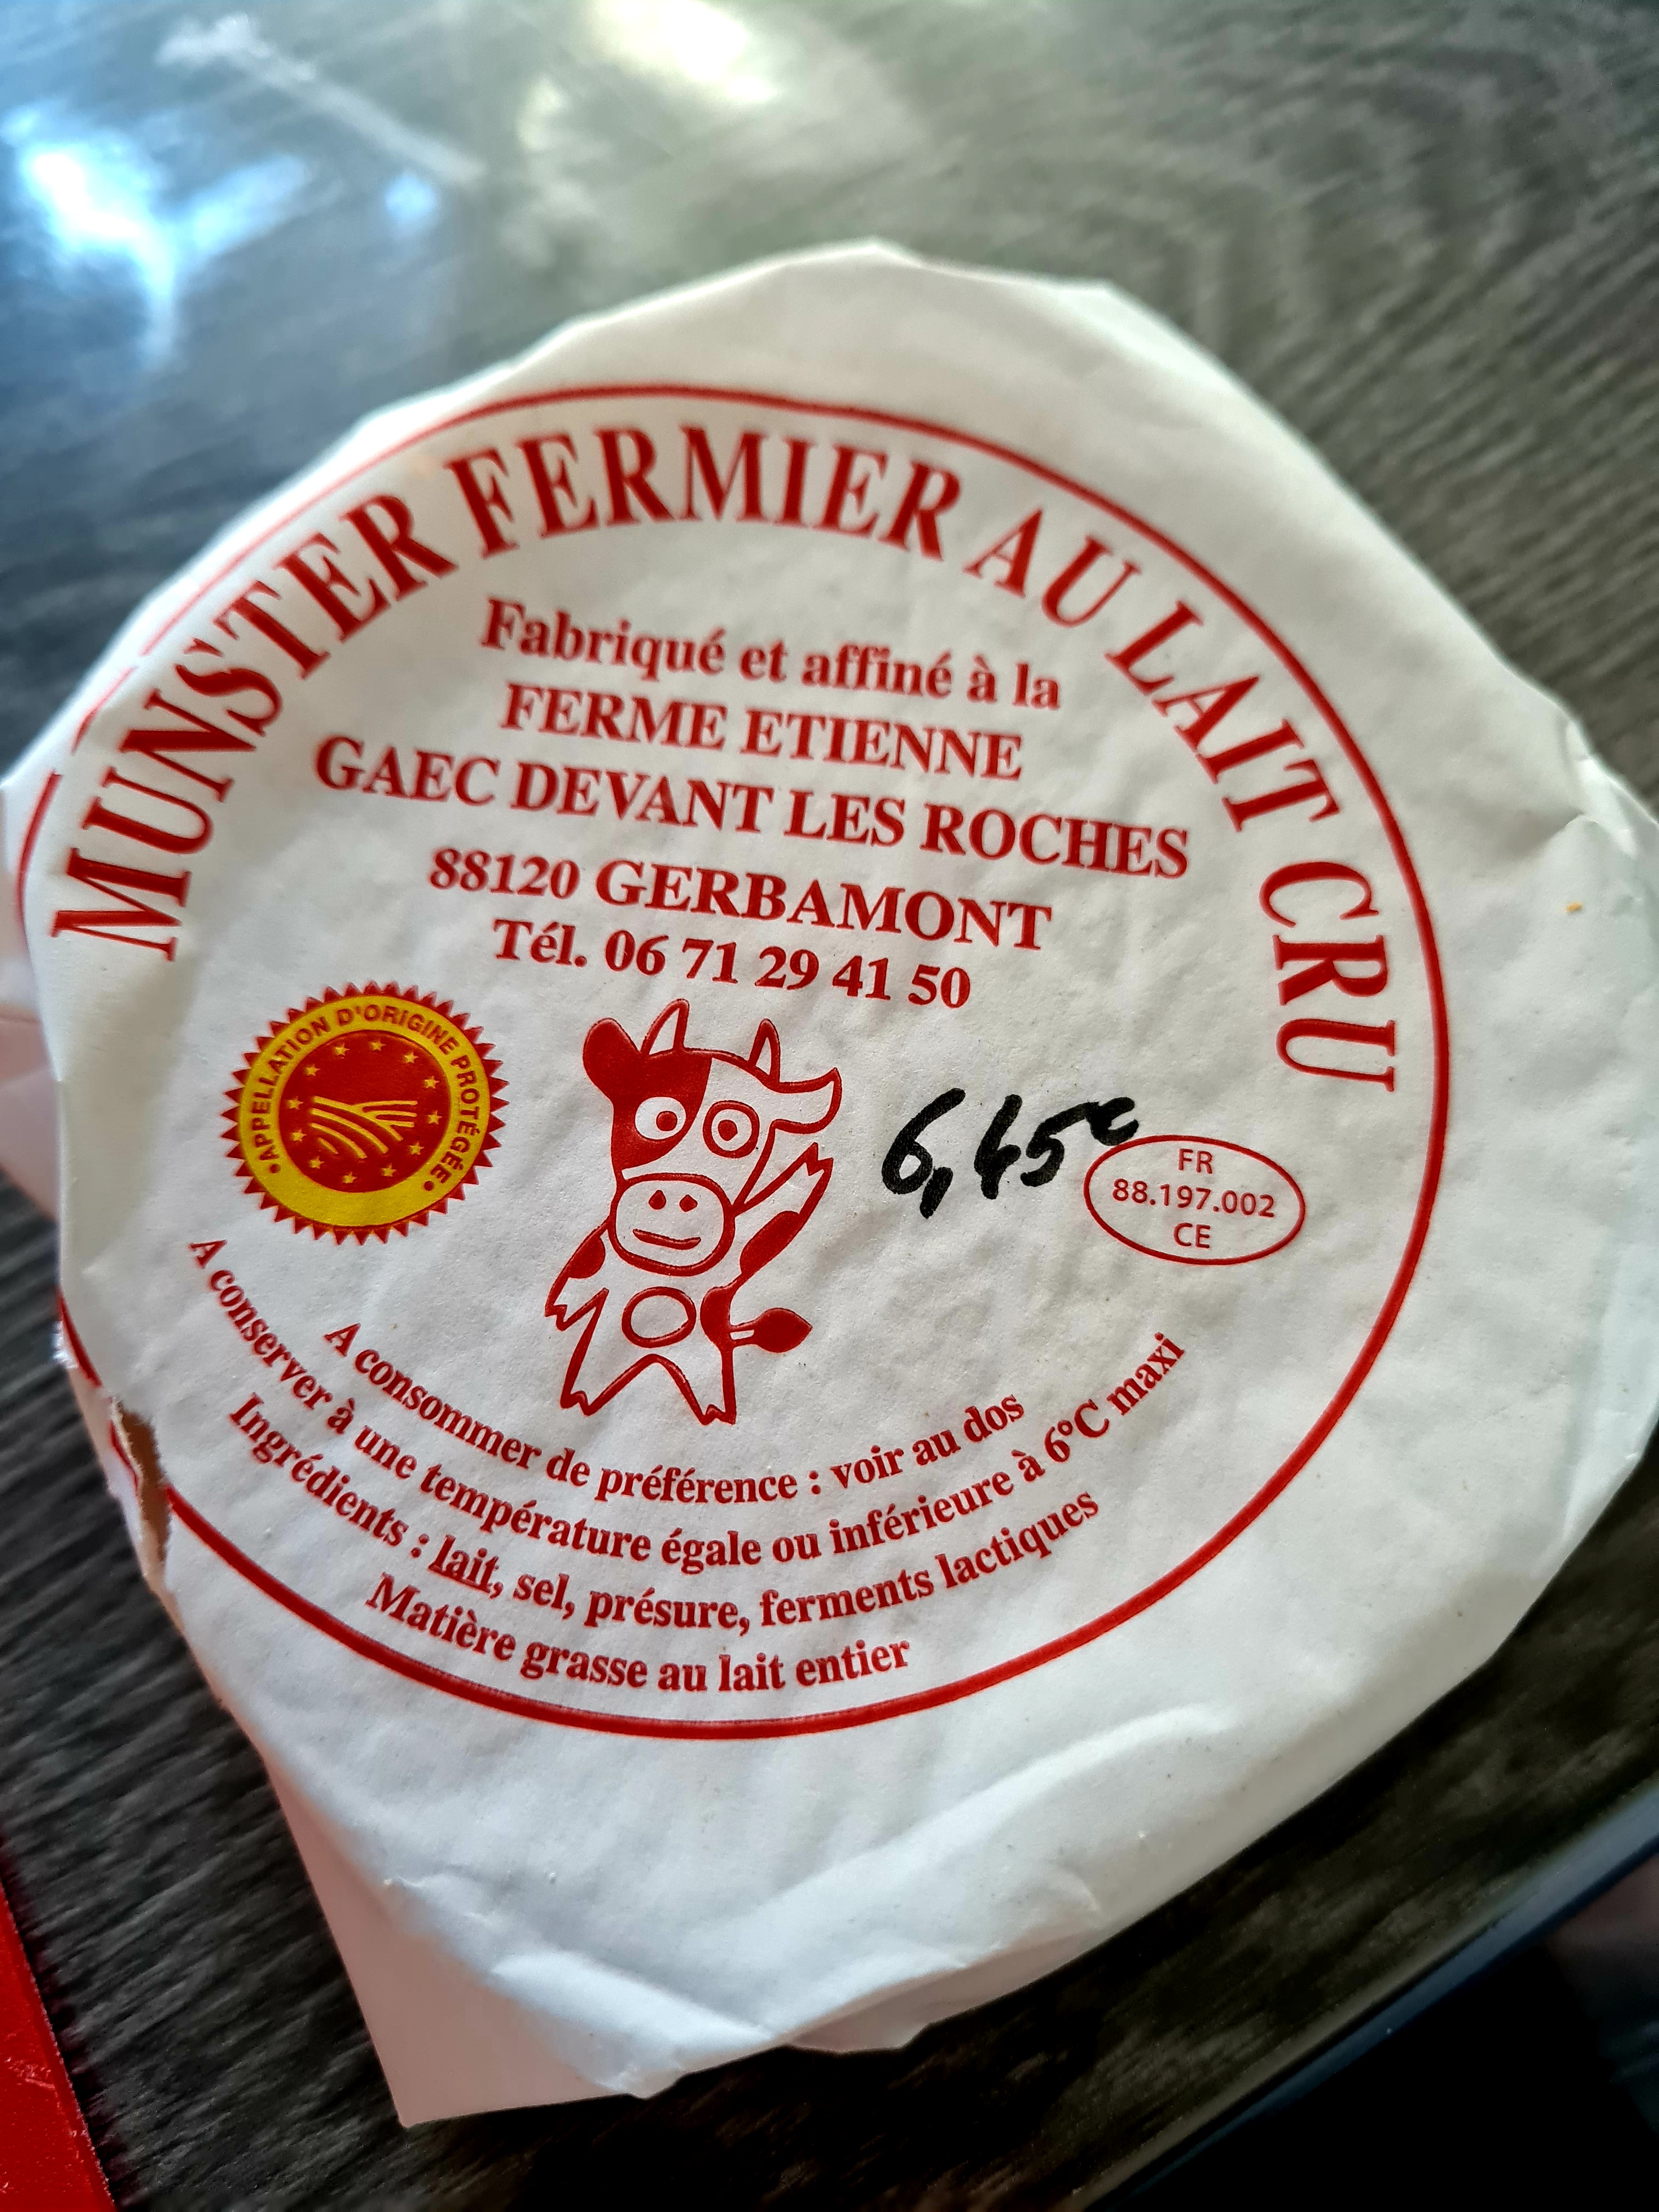 MUNSTER FERMIER AU LAIT CRU
Fabriqué et affiné à la
FERME ETIENNE
GAEC DEVANT LES ROCHES
88120 GERBAMONT
Tél. 06 71 29 41 50
•APPELLATION D'ORIGINE PROTÉGÉE•
6,45€
FR
88.197.002
CE
A consommer de préférence : voir au dos
A conserver à une température égale ou inférieure à 6°C maxi
Ingrédients : lait, sel, présure, ferments lactiques
Matière grasse au lait entier